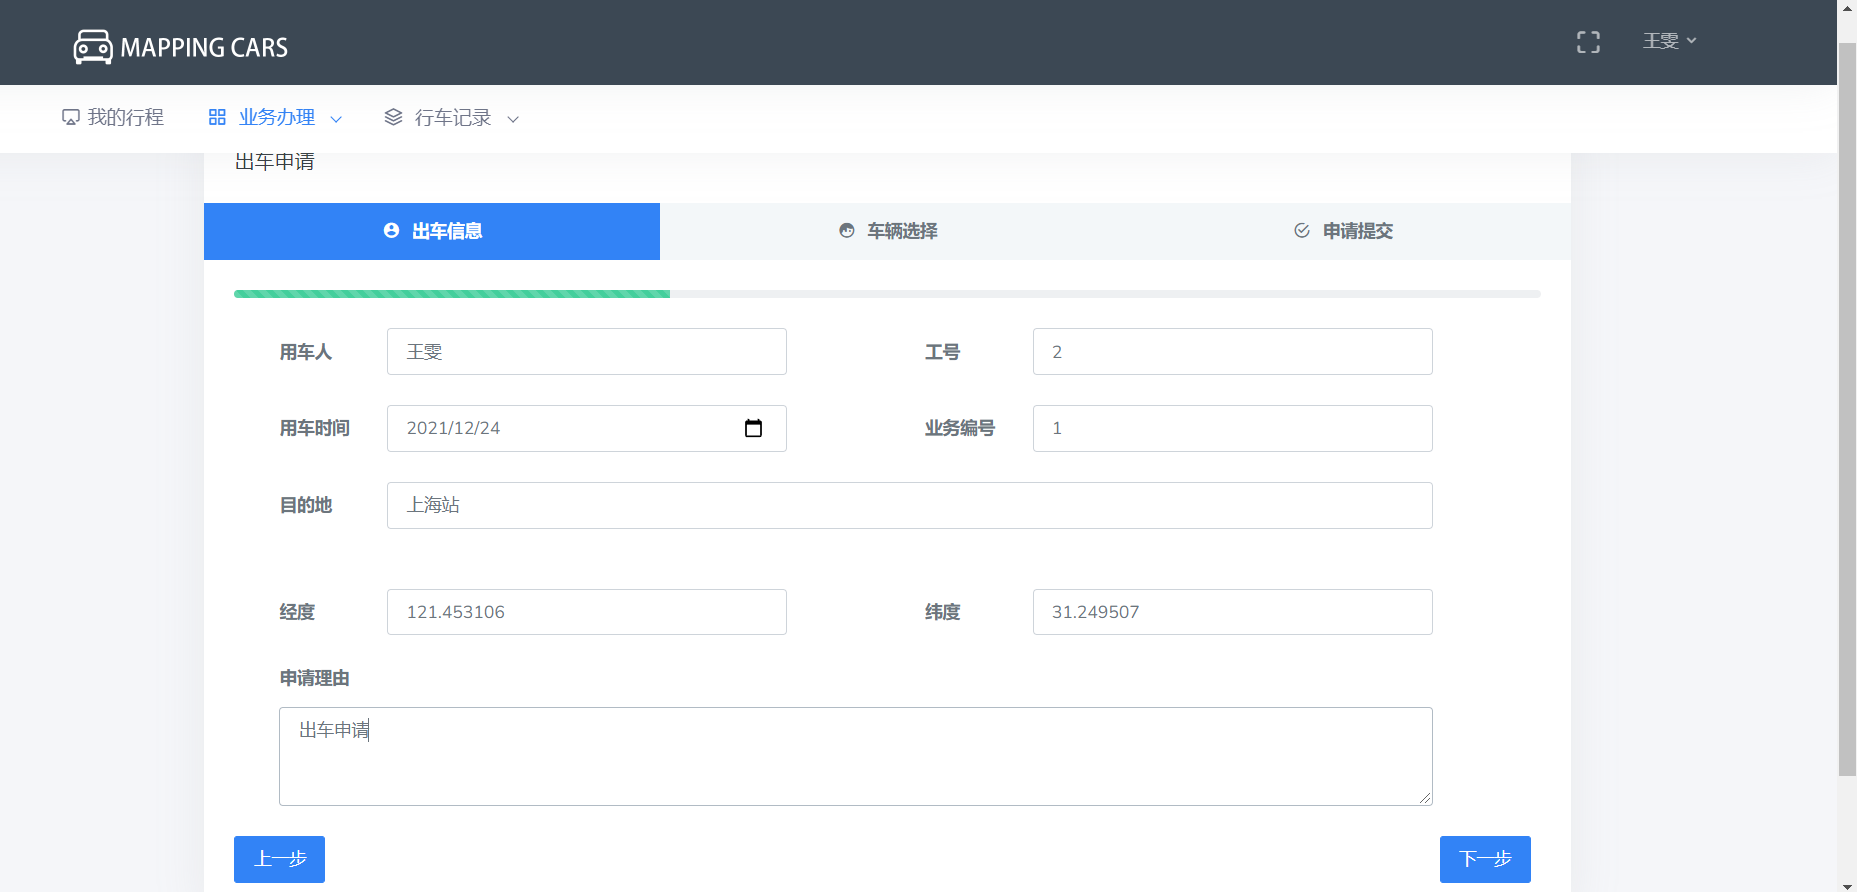 MAPPING CARS
王雯
我的行程 业务办理 行车记录
出车申请
出车信息 车辆选择 申请提交
用车人 王雯 工号 2
用车时间 2021/12/24 业务编号 1
目的地 上海站
经度 121.453106 纬度 31.249507
申请理由
出车申请
上一步 下一步